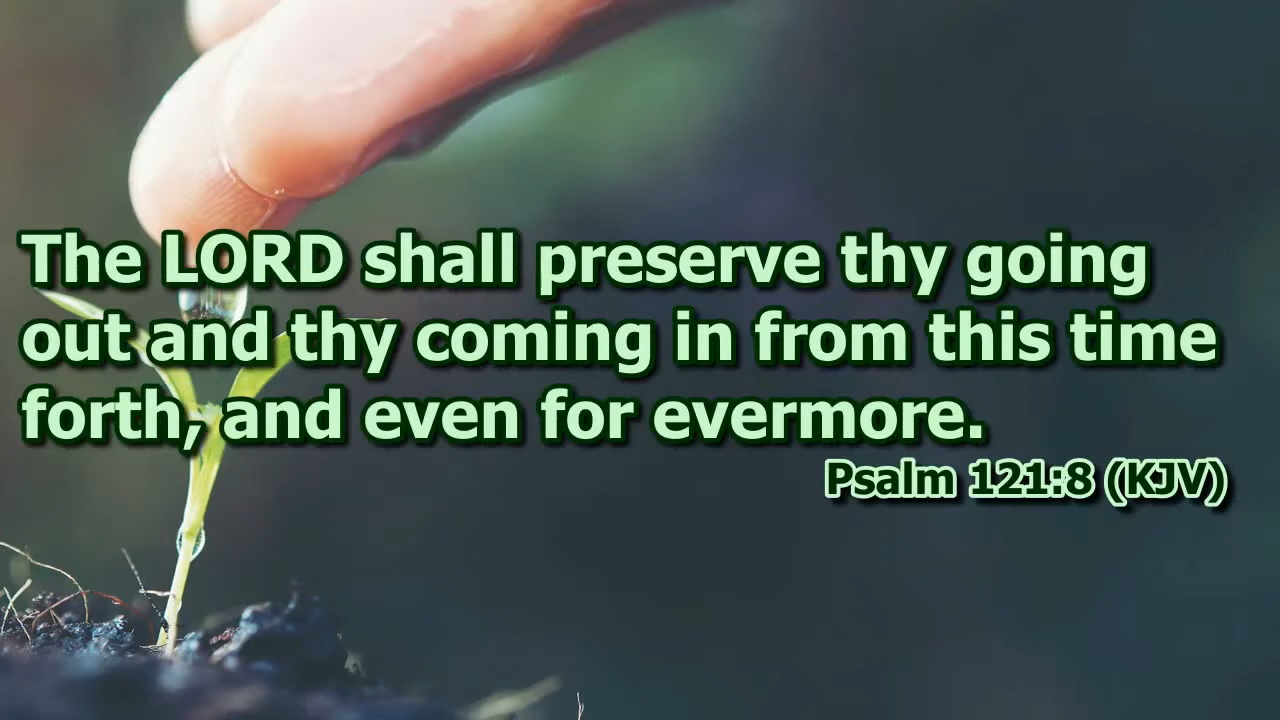 The LORD shall preserve thy going
out and thy coming in from this time
forth, and even for evermore.
Psalm 121:8 (KJV)